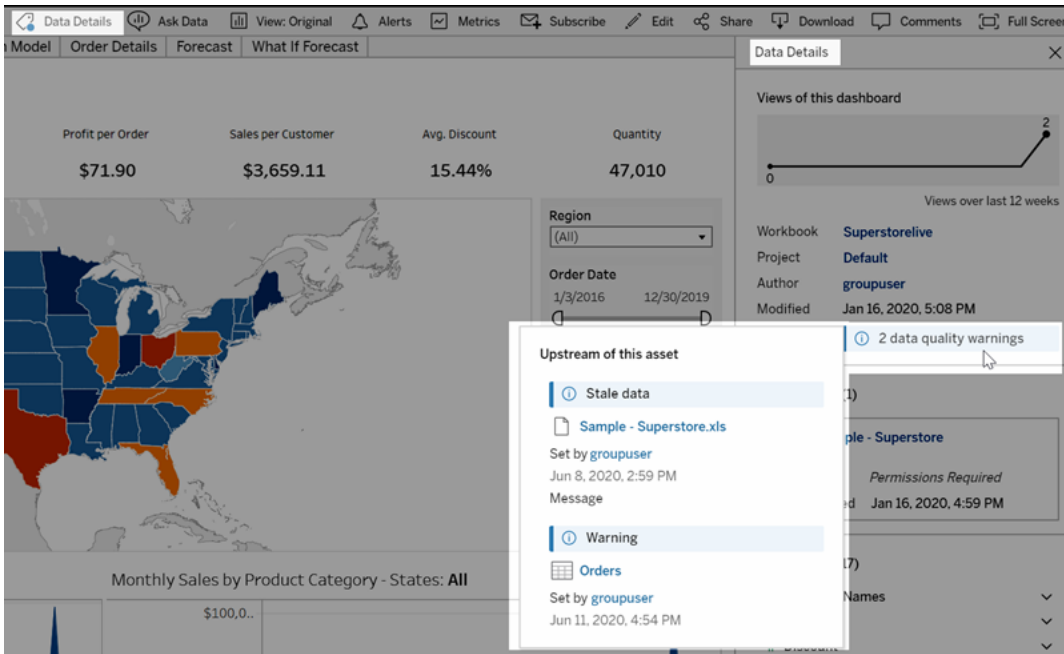 Data Details Ask Data View: Original Alerts Metrics Subscribe Edit Share Download Comments Full Screen
Model Order Details Forecast What If Forecast
Data Details
Views of this dashboard
2
0
Views over last 12 weeks
Workbook Superstorelive
Project Default
Author groupuser
Modified Jan 16, 2020, 5:08 PM
2 data quality warnings
Profit per Order Sales per Customer Avg. Discount Quantity
$71.90 $3,659.11 15.44% 47,010
Region
(All)
Order Date
1/3/2016 12/30/2019
Upstream of this asset
Stale data
Sample - Superstore.xls
Set by groupuser
Jun 8, 2020, 2:59 PM
Message
Warning
Orders
Set by groupuser
Jun 11, 2020, 4:54 PM
1)
ple - Superstore
Permissions Required
ed Jan 16, 2020, 4:59 PM
17)
Names
Monthly Sales by Product Category - States: All
$100,0..